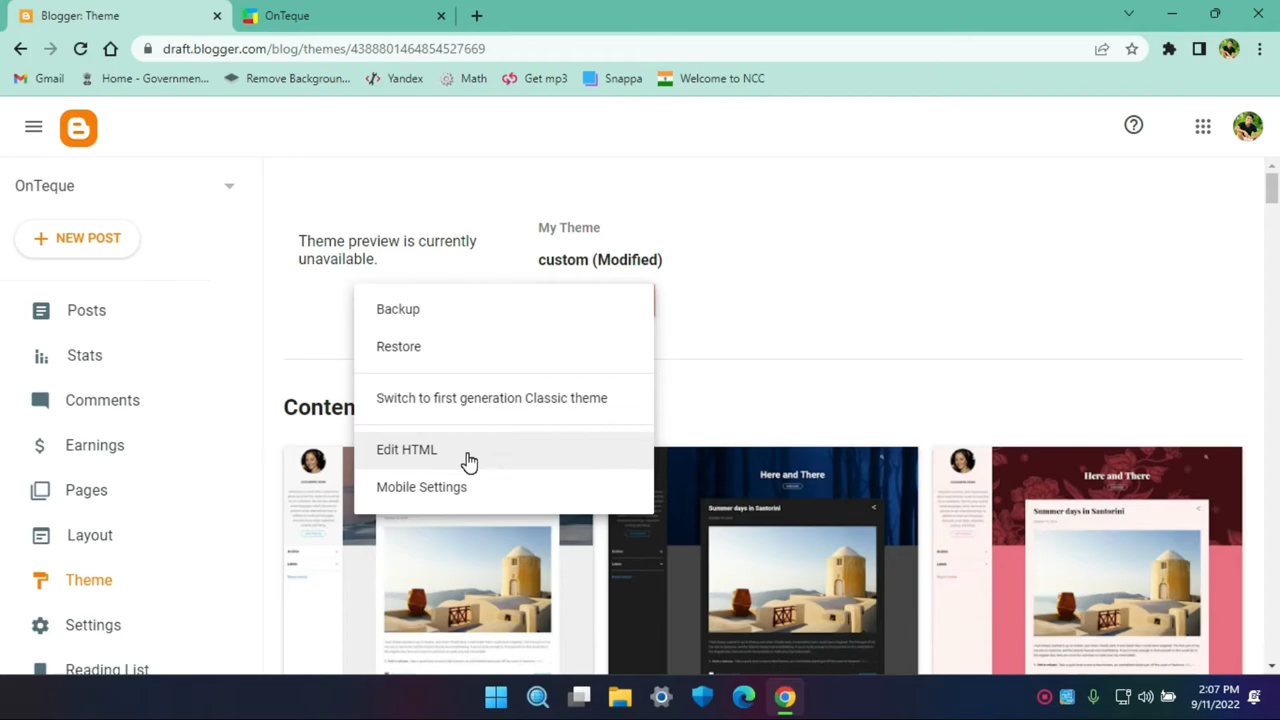 Blogger: Theme
OnTeque
draft.blogger.com/blog/themes/4388801464854527669
Gmail
Home - Governmen...
Remove Backgroun...
Yandex
Math
Get mp3
Snappa
Welcome to NCC
OnTeque
NEW POST
Posts
Stats
Comments
Earnings
Pages
Layout
Theme
Settings
Theme preview is currently
unavailable.
My Theme
custom (Modified)
Backup
Restore
Switch to first generation Classic theme
Edit HTML
Mobile Settings
Conten
Here and There
Summer days in Santorini
Here and There
Summer days in Santorini
2:07 PM
9/11/2022